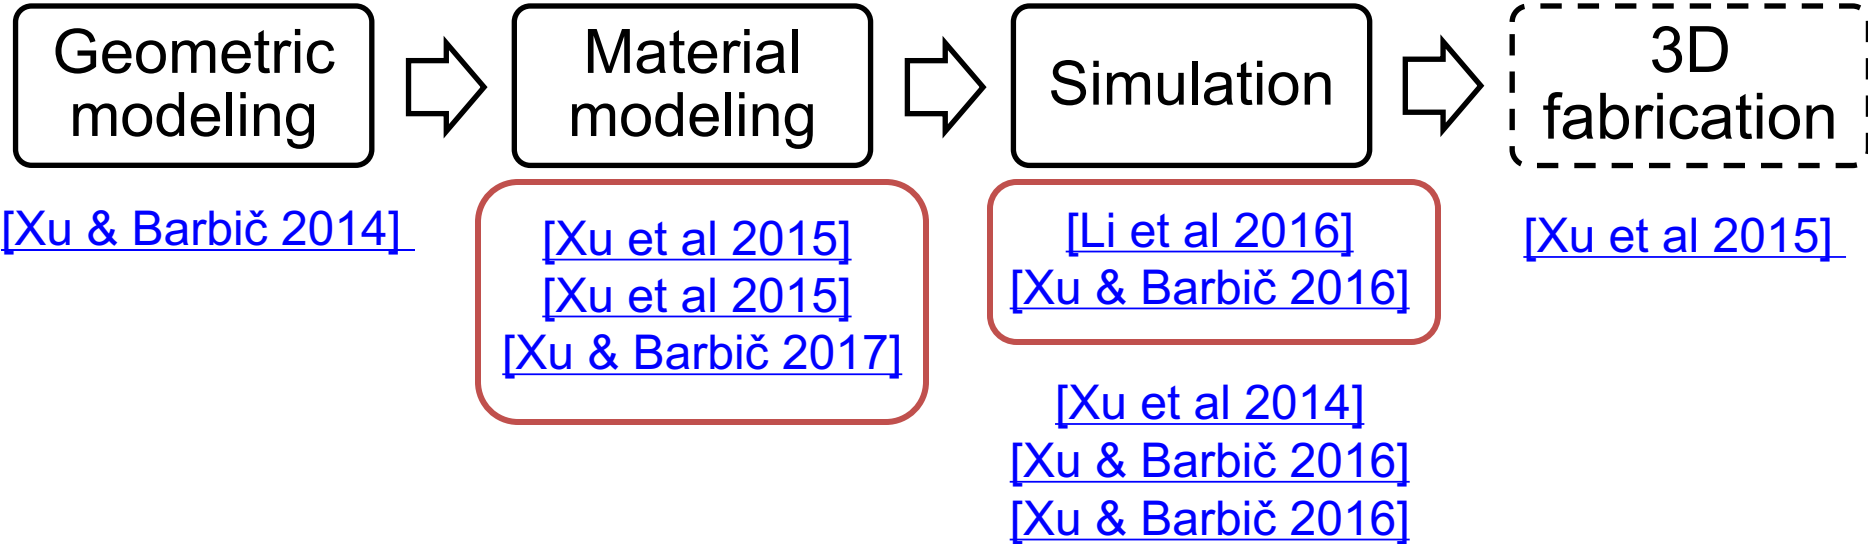 Geometric
modeling
Material
modeling
Simulation
3D
fabrication
[Xu & Barbič 2014]
[Xu et al 2015]
[Xu et al 2015]
[Xu & Barbič 2017]
[Li et al 2016]
[Xu & Barbič 2016]
[Xu et al 2014]
[Xu & Barbič 2016]
[Xu & Barbič 2016]
[Xu et al 2015]